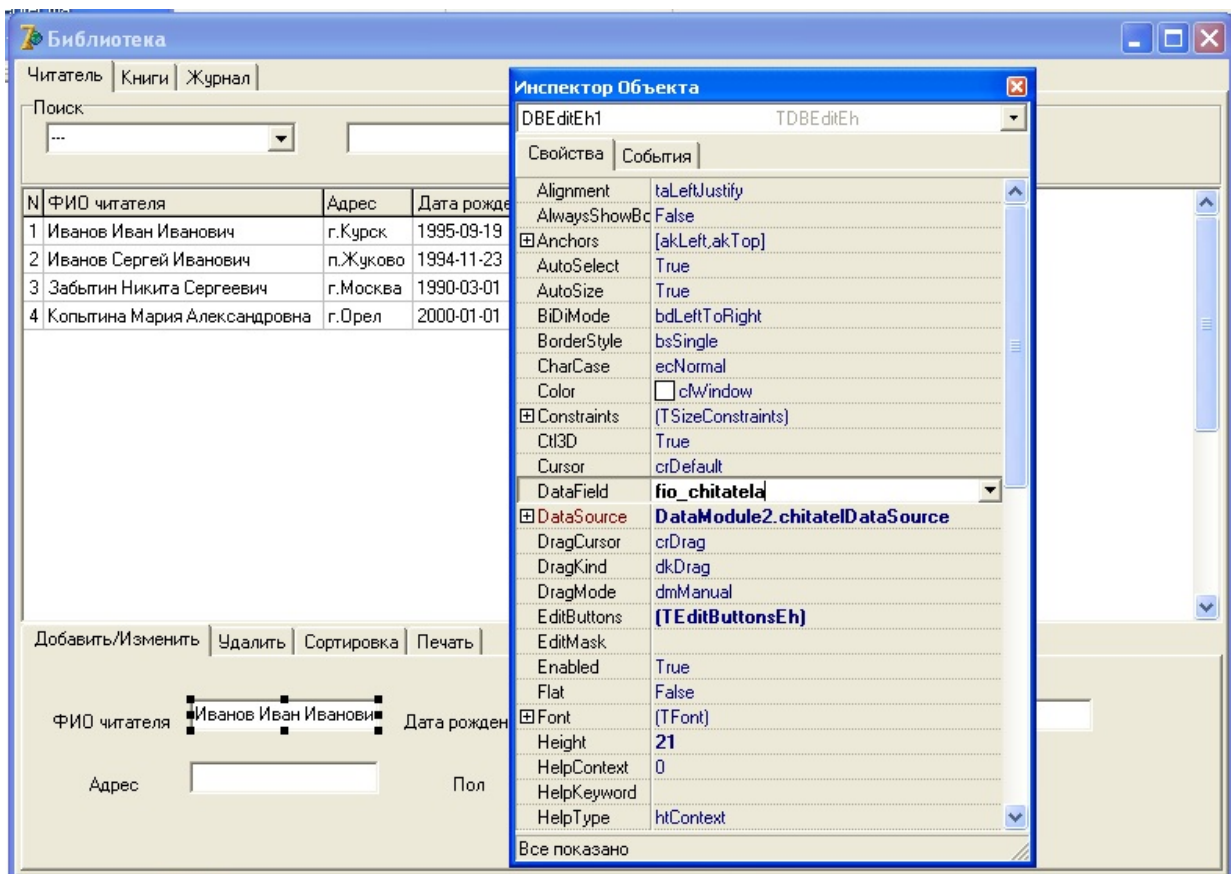 Библиотека
Читатель Книги Журнал
Поиск
---
N ФИО читателя Адрес Дата рожде
1 Иванов Иван Иванович г.Курск 1995-09-19
2 Иванов Сергей Иванович п.Жуково 1994-11-23
3 Забытин Никита Сергеевич г.Москва 1990-03-01
4 Копытина Мария Александровна г.Орел 2000-01-01
Добавить/Изменить Удалить Сортировка Печать
ФИО читателя Иванов Иван Иванови Дата рожден
Адрес Пол
Инспектор Объекта
DBEditEh1 TDBEditEh
Свойства События
Alignment taLeftJustify
AlwaysShowBo False
Anchors [akLeft,akTop]
AutoSelect True
AutoSize True
BiDiMode bdLeftToRight
BorderStyle bsSingle
CharCase ecNormal
Color clWindow
Constraints (TSizeConstraints)
Ctl3D True
Cursor crDefault
DataField fio_chitatela
DataSource DataModule2.chitatelDataSource
DragCursor crDrag
DragKind dkDrag
DragMode dmManual
EditButtons (TEditButtonsEh)
EditMask
Enabled True
Flat False
Font (TFont)
Height 21
HelpContext 0
HelpKeyword
HelpType htContext
Все показано